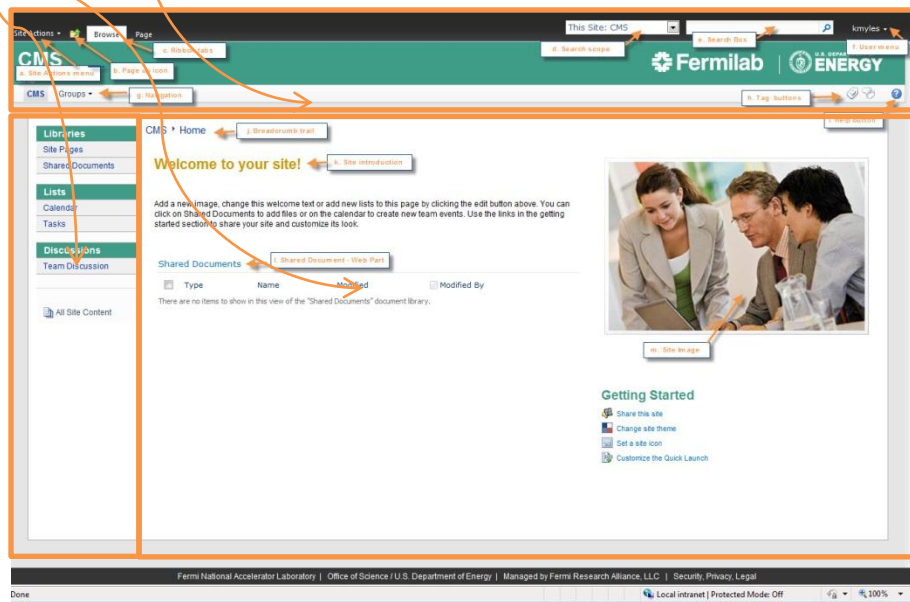 Site Actions
Browse
Page
This Site: CMS
kmyles
c. Ribbon tabs
d. Search scope
e. Search Box
f. User menu
CMS
a. Site Actions menu
b. Page up icon
Fermilab
ENERGY
CMS
Groups
g. Navigation
h. Tag buttons
i. Help button
Libraries
Site Pages
Shared Documents
Lists
Calendar
Tasks
Discussions
Team Discussion
All Site Content
CMS Home
j. Breadcrumb trail
Welcome to your site!
k. Site introduction
Add a new image, change this welcome text or add new lists to this page by clicking the edit button above. You can
click on Shared Documents to add files or on the calendar to create new team events. Use the links in the getting
started section to share your site and customize its look.
Shared Documents
l. Shared Document - Web Part
Type
Name
Modified
Modified By
There are no items to show in this view of the "Shared Documents" document library.
m. Site Image
Getting Started
Share this site
Change site theme
Set a site icon
Customize the Quick Launch
Fermi National Accelerator Laboratory | Office of Science / U.S. Department of Energy | Managed by Fermi Research Alliance, LLC | Security, Privacy, Legal
Done
Local intranet | Protected Mode: Off
100%